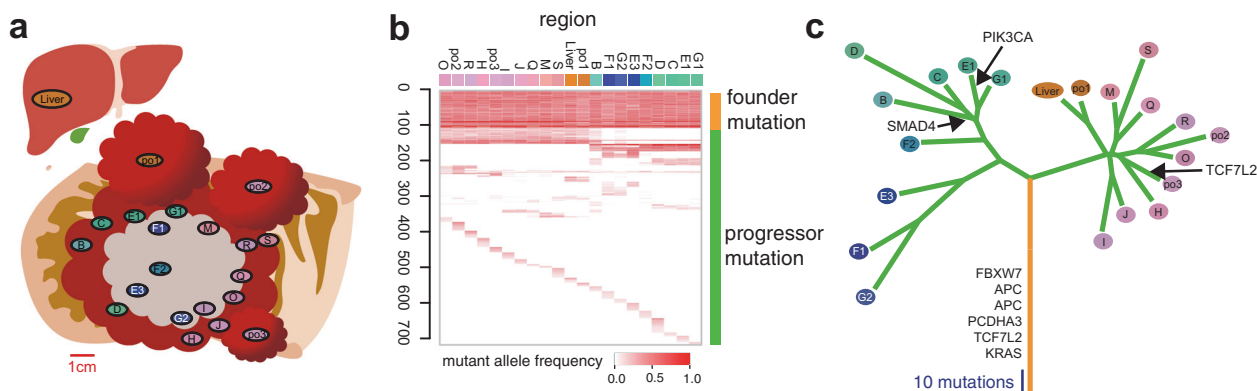 a
Liver
po1
po2
G1
E1
C
F1
M
B
R
S
F2
Q
E3
O
D
I
G2
J
H
po3
1cm
b
region
O po2 R H po3 I J Q M S Liver po1 B F1 G2 E3 F2 D C E1 G1
0
100
200
300
400
500
600
700
founder
mutation
progressor
mutation
mutant allele frequency
0.0 0.5 1.0
c
PIK3CA
D
C
E1
G1
B
SMAD4
F2
E3
F1
G2
Liver
po1
M
S
Q
R
po2
O
TCF7L2
po3
H
J
I
FBXW7
APC
APC
PCDHA3
TCF7L2
KRAS
10 mutations